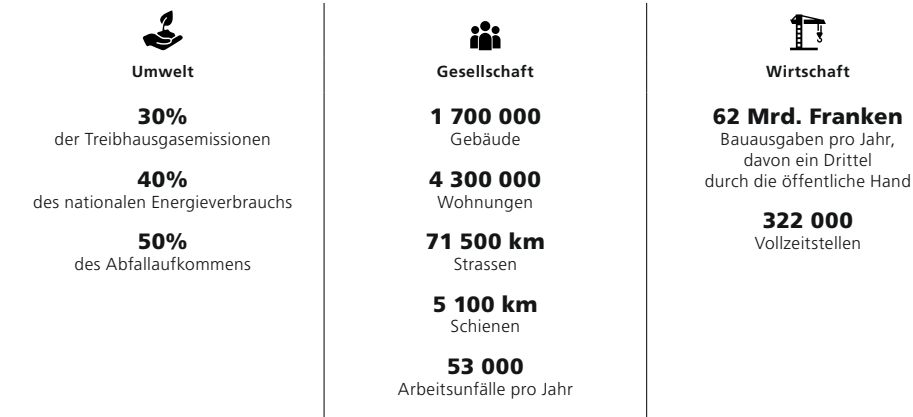 Umwelt
30%
der Treibhausgasemissionen
40%
des nationalen Energieverbrauchs
50%
des Abfallaufkommens
Gesellschaft
1 700 000
Gebäude
4 300 000
Wohnungen
71 500 km
Strassen
5 100 km
Schienen
53 000
Arbeitsunfälle pro Jahr
Wirtschaft
62 Mrd. Franken
Bauausgaben pro Jahr,
davon ein Drittel
durch die öffentliche Hand
322 000
Vollzeitstellen